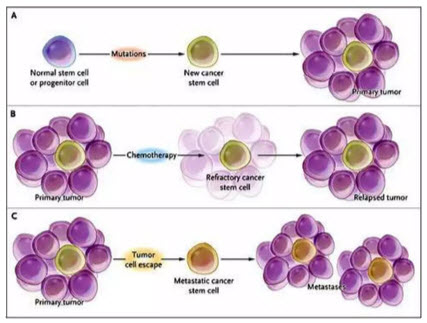 A
Mutations
Normal stem cell
or progenitor cell
New cancer
stem cell
Primary tumor
B
Chemotherapy
Primary tumor
Refractory cancer
stem cell
Relapsed tumor
C
Tumor
cell escape
Primary tumor
Metastatic cancer
stem cell
Metastases